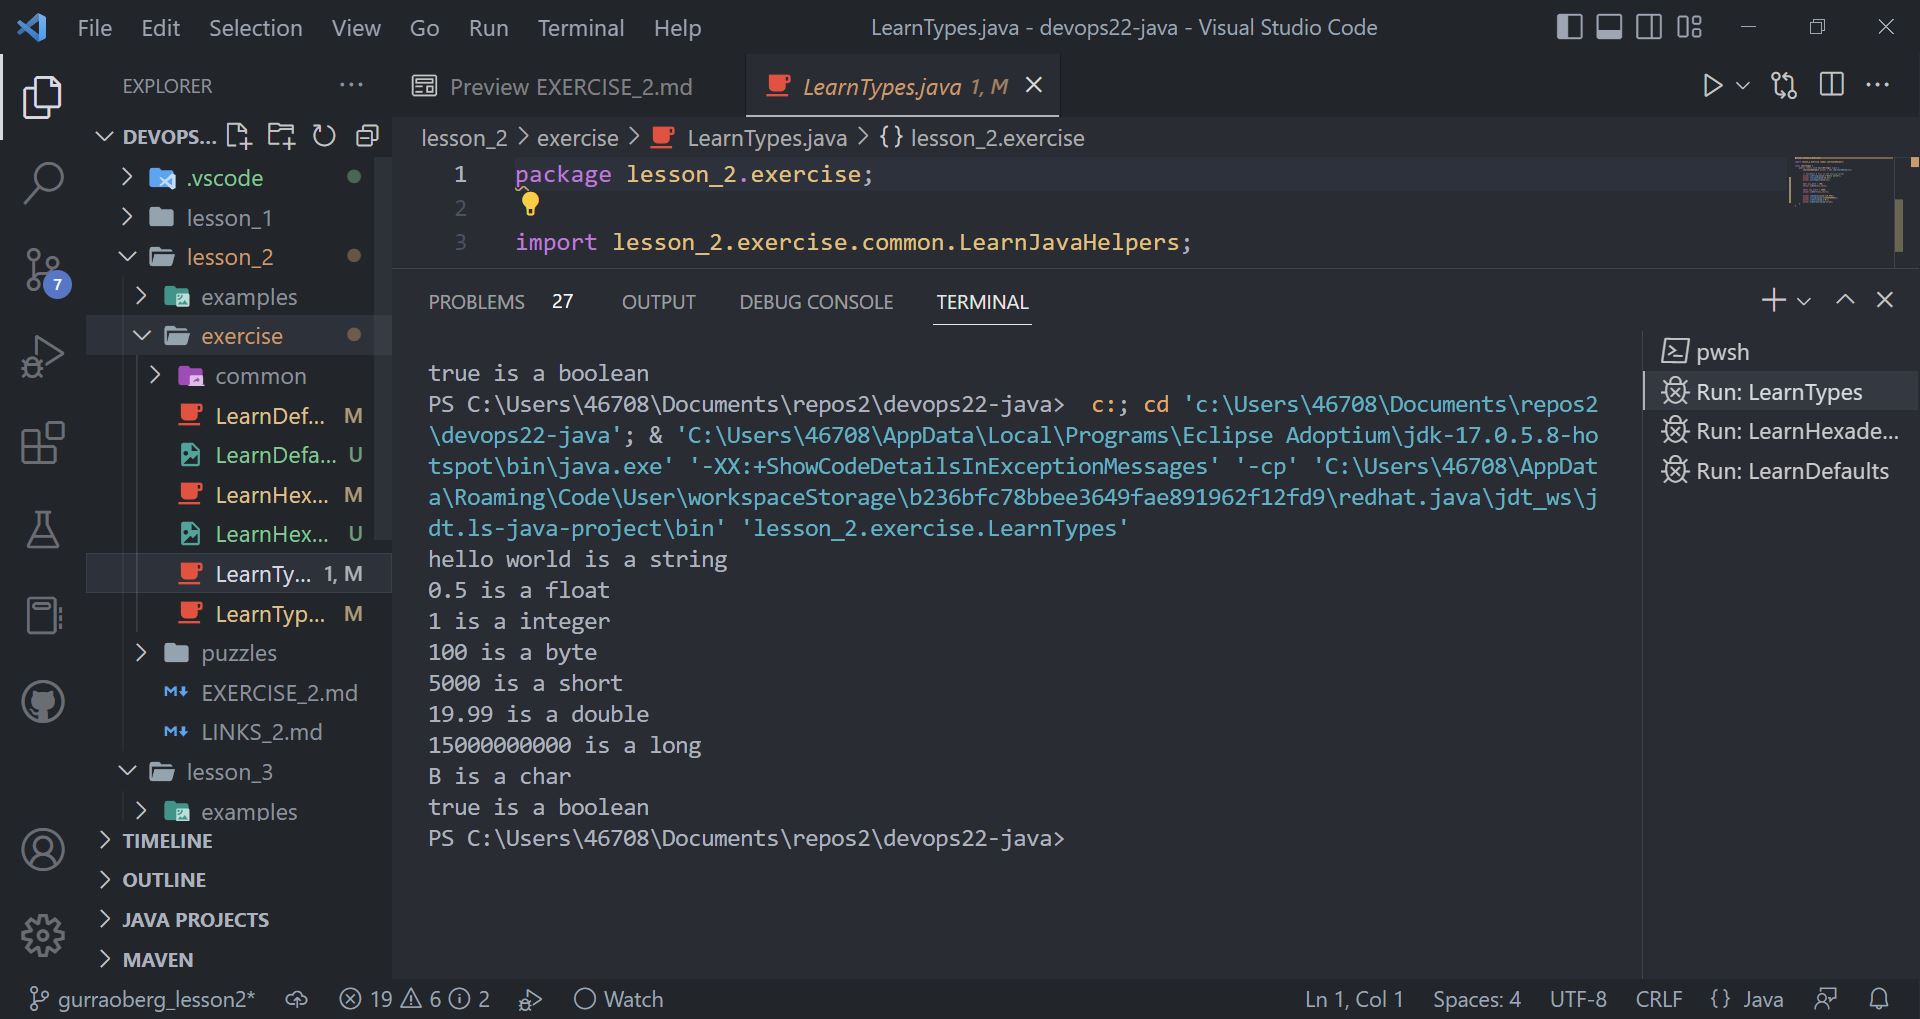 File Edit Selection View Go Run Terminal Help
LearnTypes.java - devops22-java - Visual Studio Code
EXPLORER
DEVOPS...
.vscode
lesson_1
lesson_2
examples
exercise
common
LearnDef... M
LearnDefa... U
LearnHex... M
LearnHex... U
LearnTy... 1, M
LearnTyp... M
puzzles
EXERCISE_2.md
LINKS_2.md
lesson_3
examples
TIMELINE
OUTLINE
JAVA PROJECTS
MAVEN
7
Preview EXERCISE_2.md
LearnTypes.java 1, M
lesson_2 > exercise > LearnTypes.java > {} lesson_2.exercise
1 package lesson_2.exercise;
2
3 import lesson_2.exercise.common.LearnJavaHelpers;
PROBLEMS 27 OUTPUT DEBUG CONSOLE TERMINAL
true is a boolean
PS C:\Users\46708\Documents\repos2\devops22-java>  c:; cd 'c:\Users\46708\Documents\repos2
\devops22-java'; & 'C:\Users\46708\AppData\Local\Programs\Eclipse Adoptium\jdk-17.0.5.8-ho
tspot\bin\java.exe' '-XX:+ShowCodeDetailsInExceptionMessages' '-cp' 'C:\Users\46708\AppDat
a\Roaming\Code\User\workspaceStorage\b236bfc78bbee3649fae891962f12fd9\redhat.java\jdt_ws\j
dt.ls-java-project\bin' 'lesson_2.exercise.LearnTypes'
hello world is a string
0.5 is a float
1 is a integer
100 is a byte
5000 is a short
19.99 is a double
15000000000 is a long
B is a char
true is a boolean
PS C:\Users\46708\Documents\repos2\devops22-java>
pwsh
Run: LearnTypes
Run: LearnHexade...
Run: LearnDefaults
gurraoberg_lesson2* 19 6 2 Watch
Ln 1, Col 1 Spaces: 4 UTF-8 CRLF {} Java